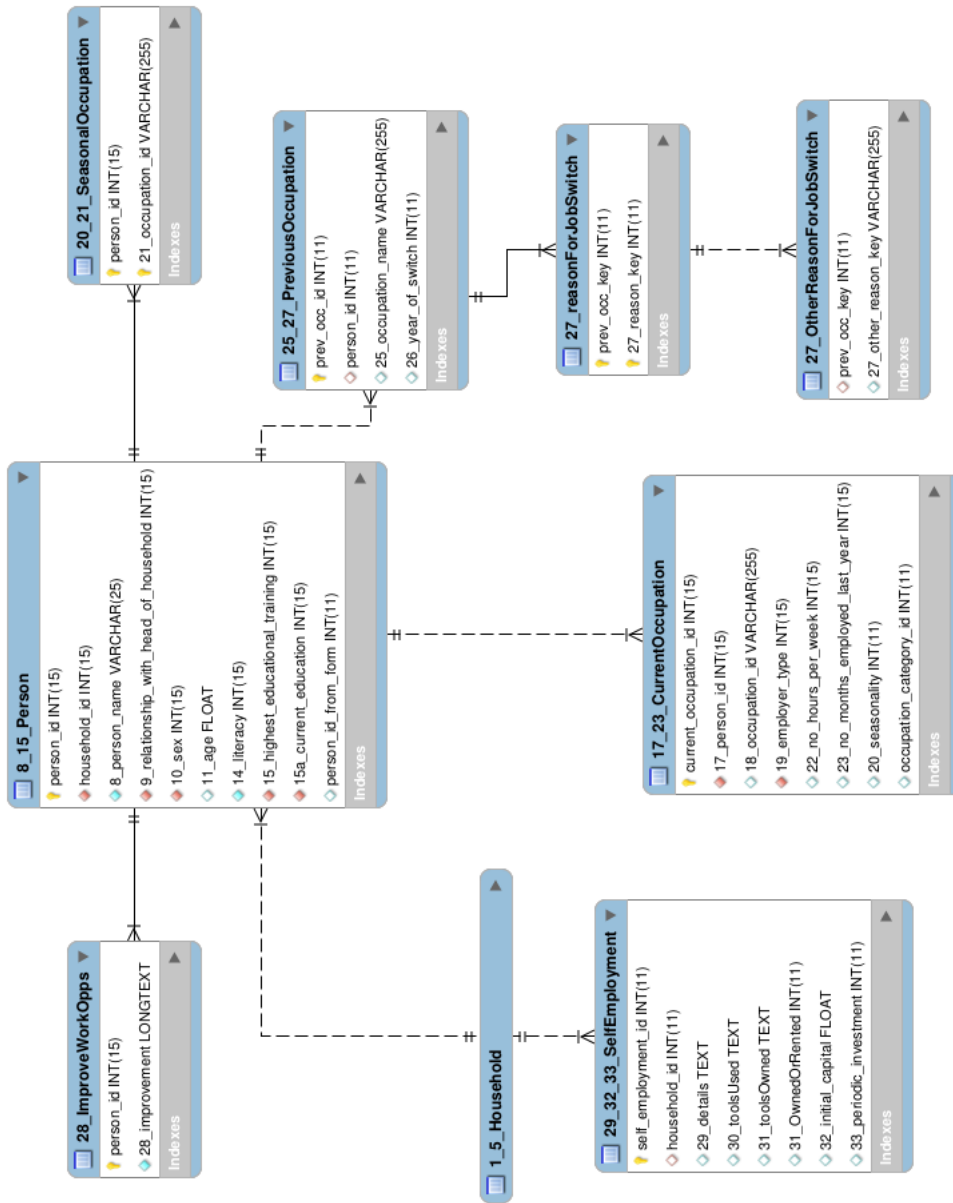 28_ImproveWorkOpps
person_id INT(15)
28_improvement LONGTEXT
Indexes
8_15_Person
person_id INT(15)
household_id INT(15)
8_person_name VARCHAR(25)
9_relationship_with_head_of_household INT(15)
10_sex INT(15)
11_age FLOAT
14_literacy INT(15)
15_highest_educational_training INT(15)
15a_current_education INT(15)
person_id_from_form INT(11)
Indexes
20_21_SeasonalOccupation
person_id INT(15)
21_occupation_id VARCHAR(255)
Indexes
25_27_PreviousOccupation
prev_occ_id INT(11)
person_id INT(11)
25_occupation_name VARCHAR(255)
26_year_of_switch INT(11)
Indexes
1_5_Household
27_reasonForJobSwitch
prev_occ_key INT(11)
27_reason_key INT(11)
Indexes
29_32_33_SelfEmployment
self_employment_id INT(11)
household_id INT(11)
29_details TEXT
30_toolsUsed TEXT
31_toolsOwned TEXT
31_OwnedOrRented INT(11)
32_initial_capital FLOAT
33_periodic_investment INT(11)
Indexes
17_23_CurrentOccupation
current_occupation_id INT(15)
17_person_id INT(15)
18_occupation_id VARCHAR(255)
19_employer_type INT(15)
22_no_hours_per_week INT(15)
23_no_months_employed_last_year INT(15)
20_seasonality INT(11)
occupation_category_id INT(11)
Indexes
27_OtherReasonForJobSwitch
prev_occ_key INT(11)
27_other_reason_key VARCHAR(255)
Indexes